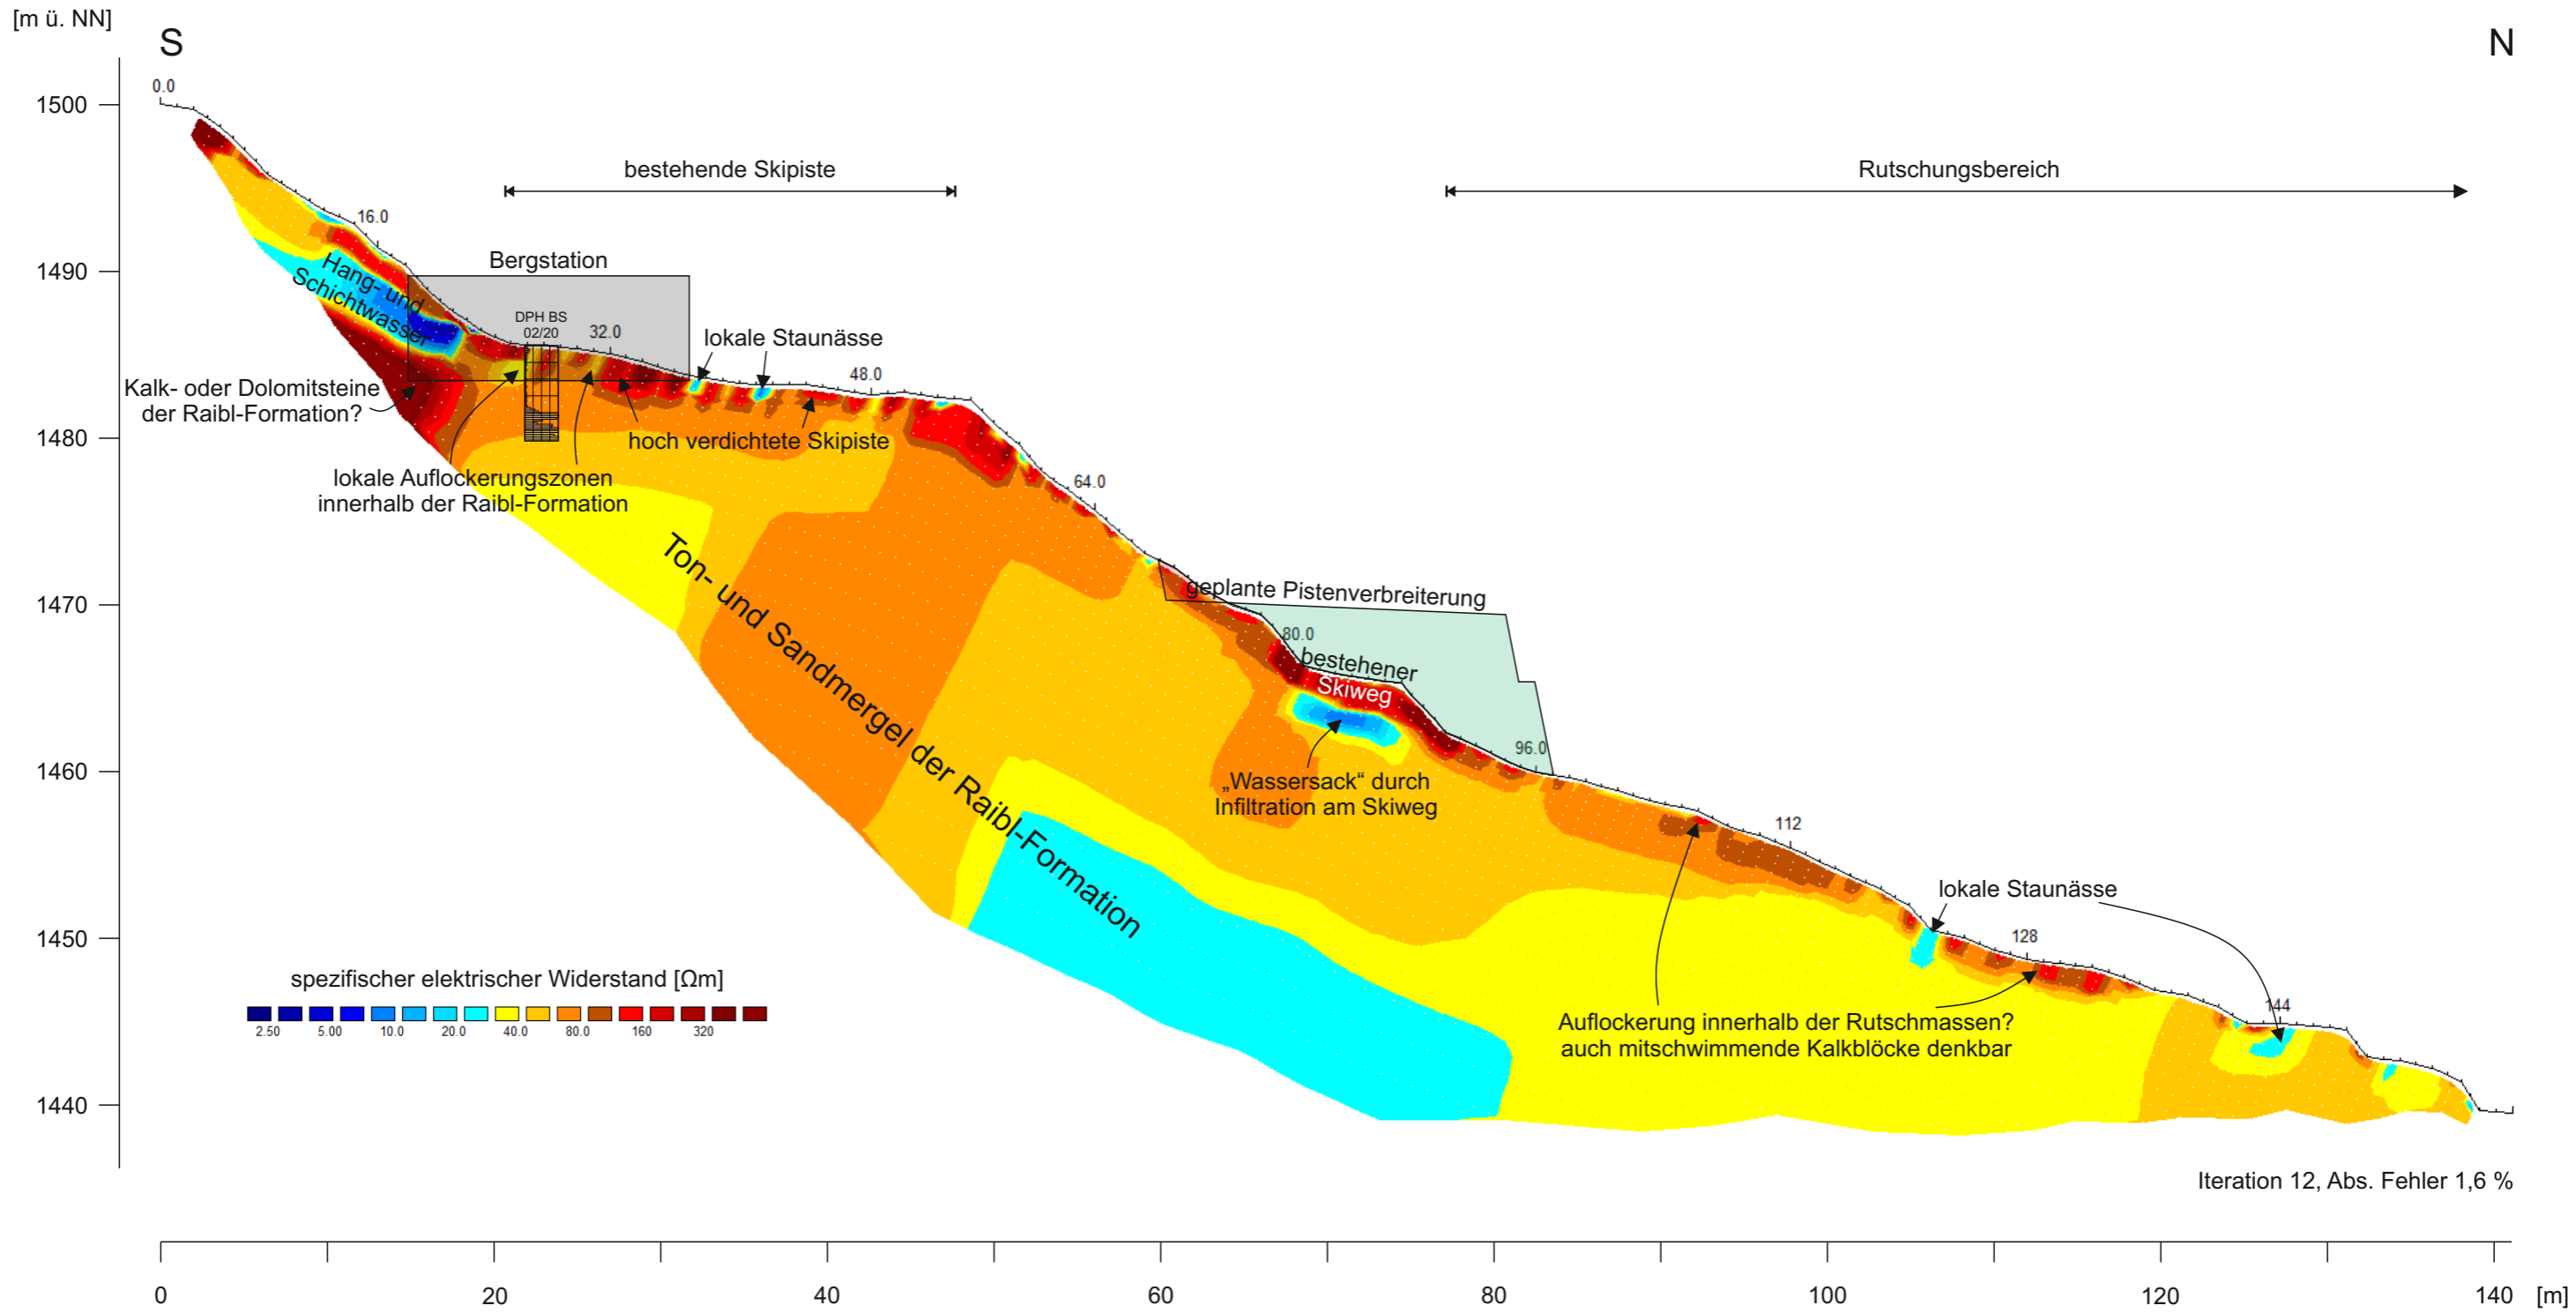 [m ü. NN]
S
N
0.0
1500
bestehende Skipiste
Rutschungsbereich
16.0
Bergstation
1490
Hang- und
Schichtwasser
DPH BS
02/20
32.0
lokale Staunässe
48.0
Kalk- oder Dolomitsteine
der Raibl-Formation?
1480
hoch verdichtete Skipiste
lokale Auflockerungszonen
innerhalb der Raibl-Formation
64.0
Ton- und Sandmergel der Raibl-Formation
geplante Pistenverbreiterung
1470
80.0
bestehener
Skiweg
96.0
1460
„Wassersack“ durch
Infiltration am Skiweg
112
lokale Staunässe
1450
128
spezifischer elektrischer Widerstand [Ωm]
2.50 5.00 10.0 20.0 40.0 80.0 160 320
144
Auflockerung innerhalb der Rutschmassen?
auch mitschwimmende Kalkblöcke denkbar
1440
Iteration 12, Abs. Fehler 1,6 %
0 20 40 60 80 100 120 140 [m]